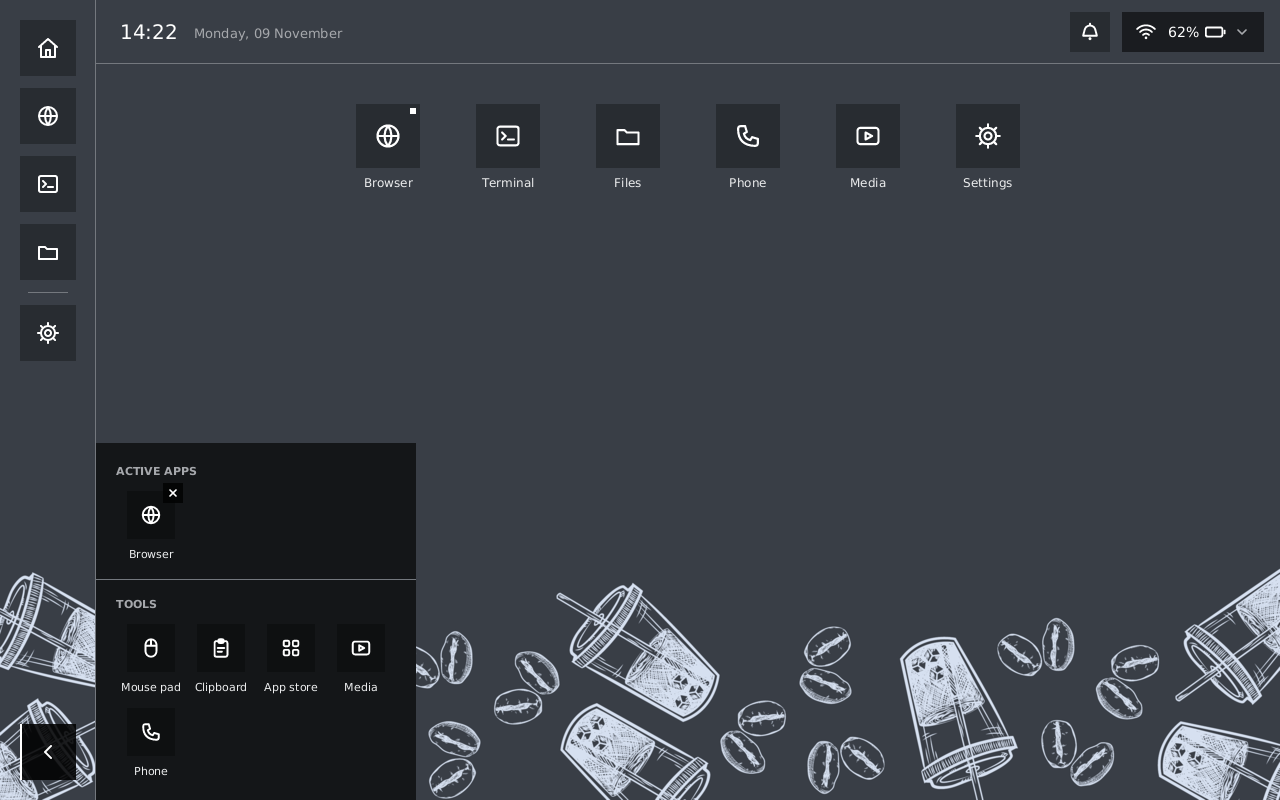 14:22 Monday, 09 November
62%
Browser Terminal Files Phone Media Settings
ACTIVE APPS
Browser
TOOLS
Mouse pad Clipboard App store Media
Phone